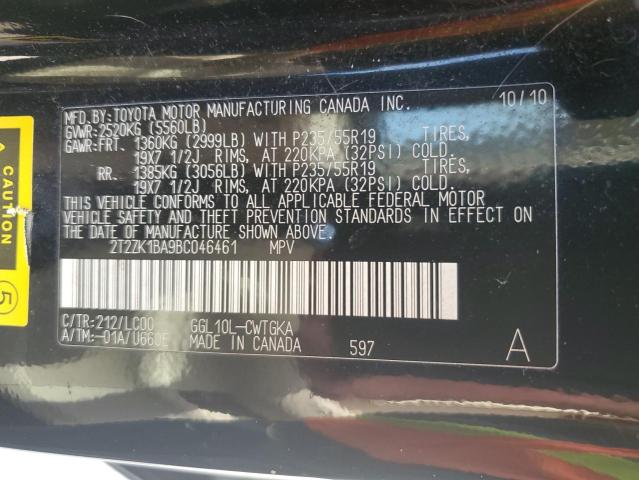 MFD.BY:TOYOTA MOTOR MANUFACTURING CANADA INC. 10/10
GVWR:2520KG (5560LB)
GAWR:FRT. 1360KG (2999LB) WITH P235/55R19 TIRES,
19X7 1/2J RIMS, AT 220KPA (32PSI) COLD.
RR. 1385KG (3056LB) WITH P235/55R19 TIRES,
19X7 1/2J RIMS, AT 220KPA (32PSI) COLD.
THIS VEHICLE CONFORMS TO ALL APPLICABLE FEDERAL MOTOR
VEHICLE SAFETY AND THEFT PREVENTION STANDARDS IN EFFECT ON
THE DATE OF MANUFACTURE SHOWN ABOVE.
2T2ZK1BA9BC046461 MPV
C/TR:212/LC00 GGL10L-CWTGKA
A/TM:-01A/U660E MADE IN CANADA 597 A
CAUTION
5